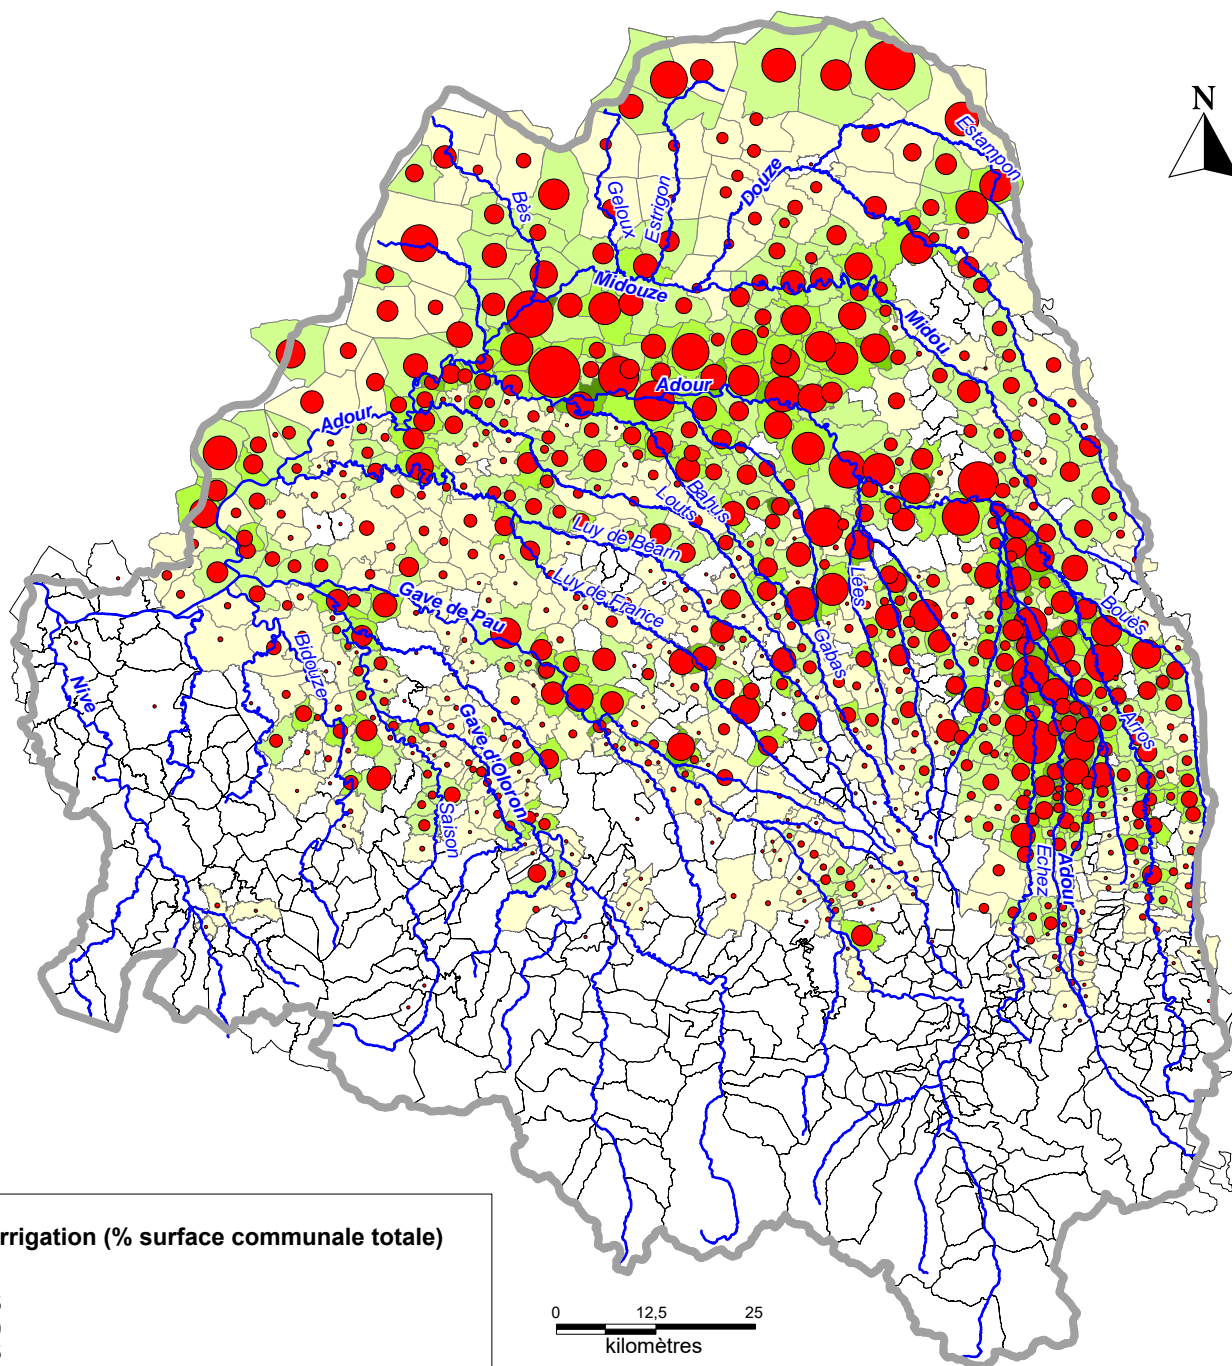 N
Estampon
Douze
Bès
Geloux
Estrigon
Midouze
Midou
Adour
Adour
Bahus
Louts
Luy de Béarn
Luy de France
Gave de Pau
Lées
Gabas
Bouès
Bidouze
Nive
Gave d'Oloron
Arros
Saison
Echez
Adour
rrigation (% surface communale totale)
0 12,5 25
kilomètres